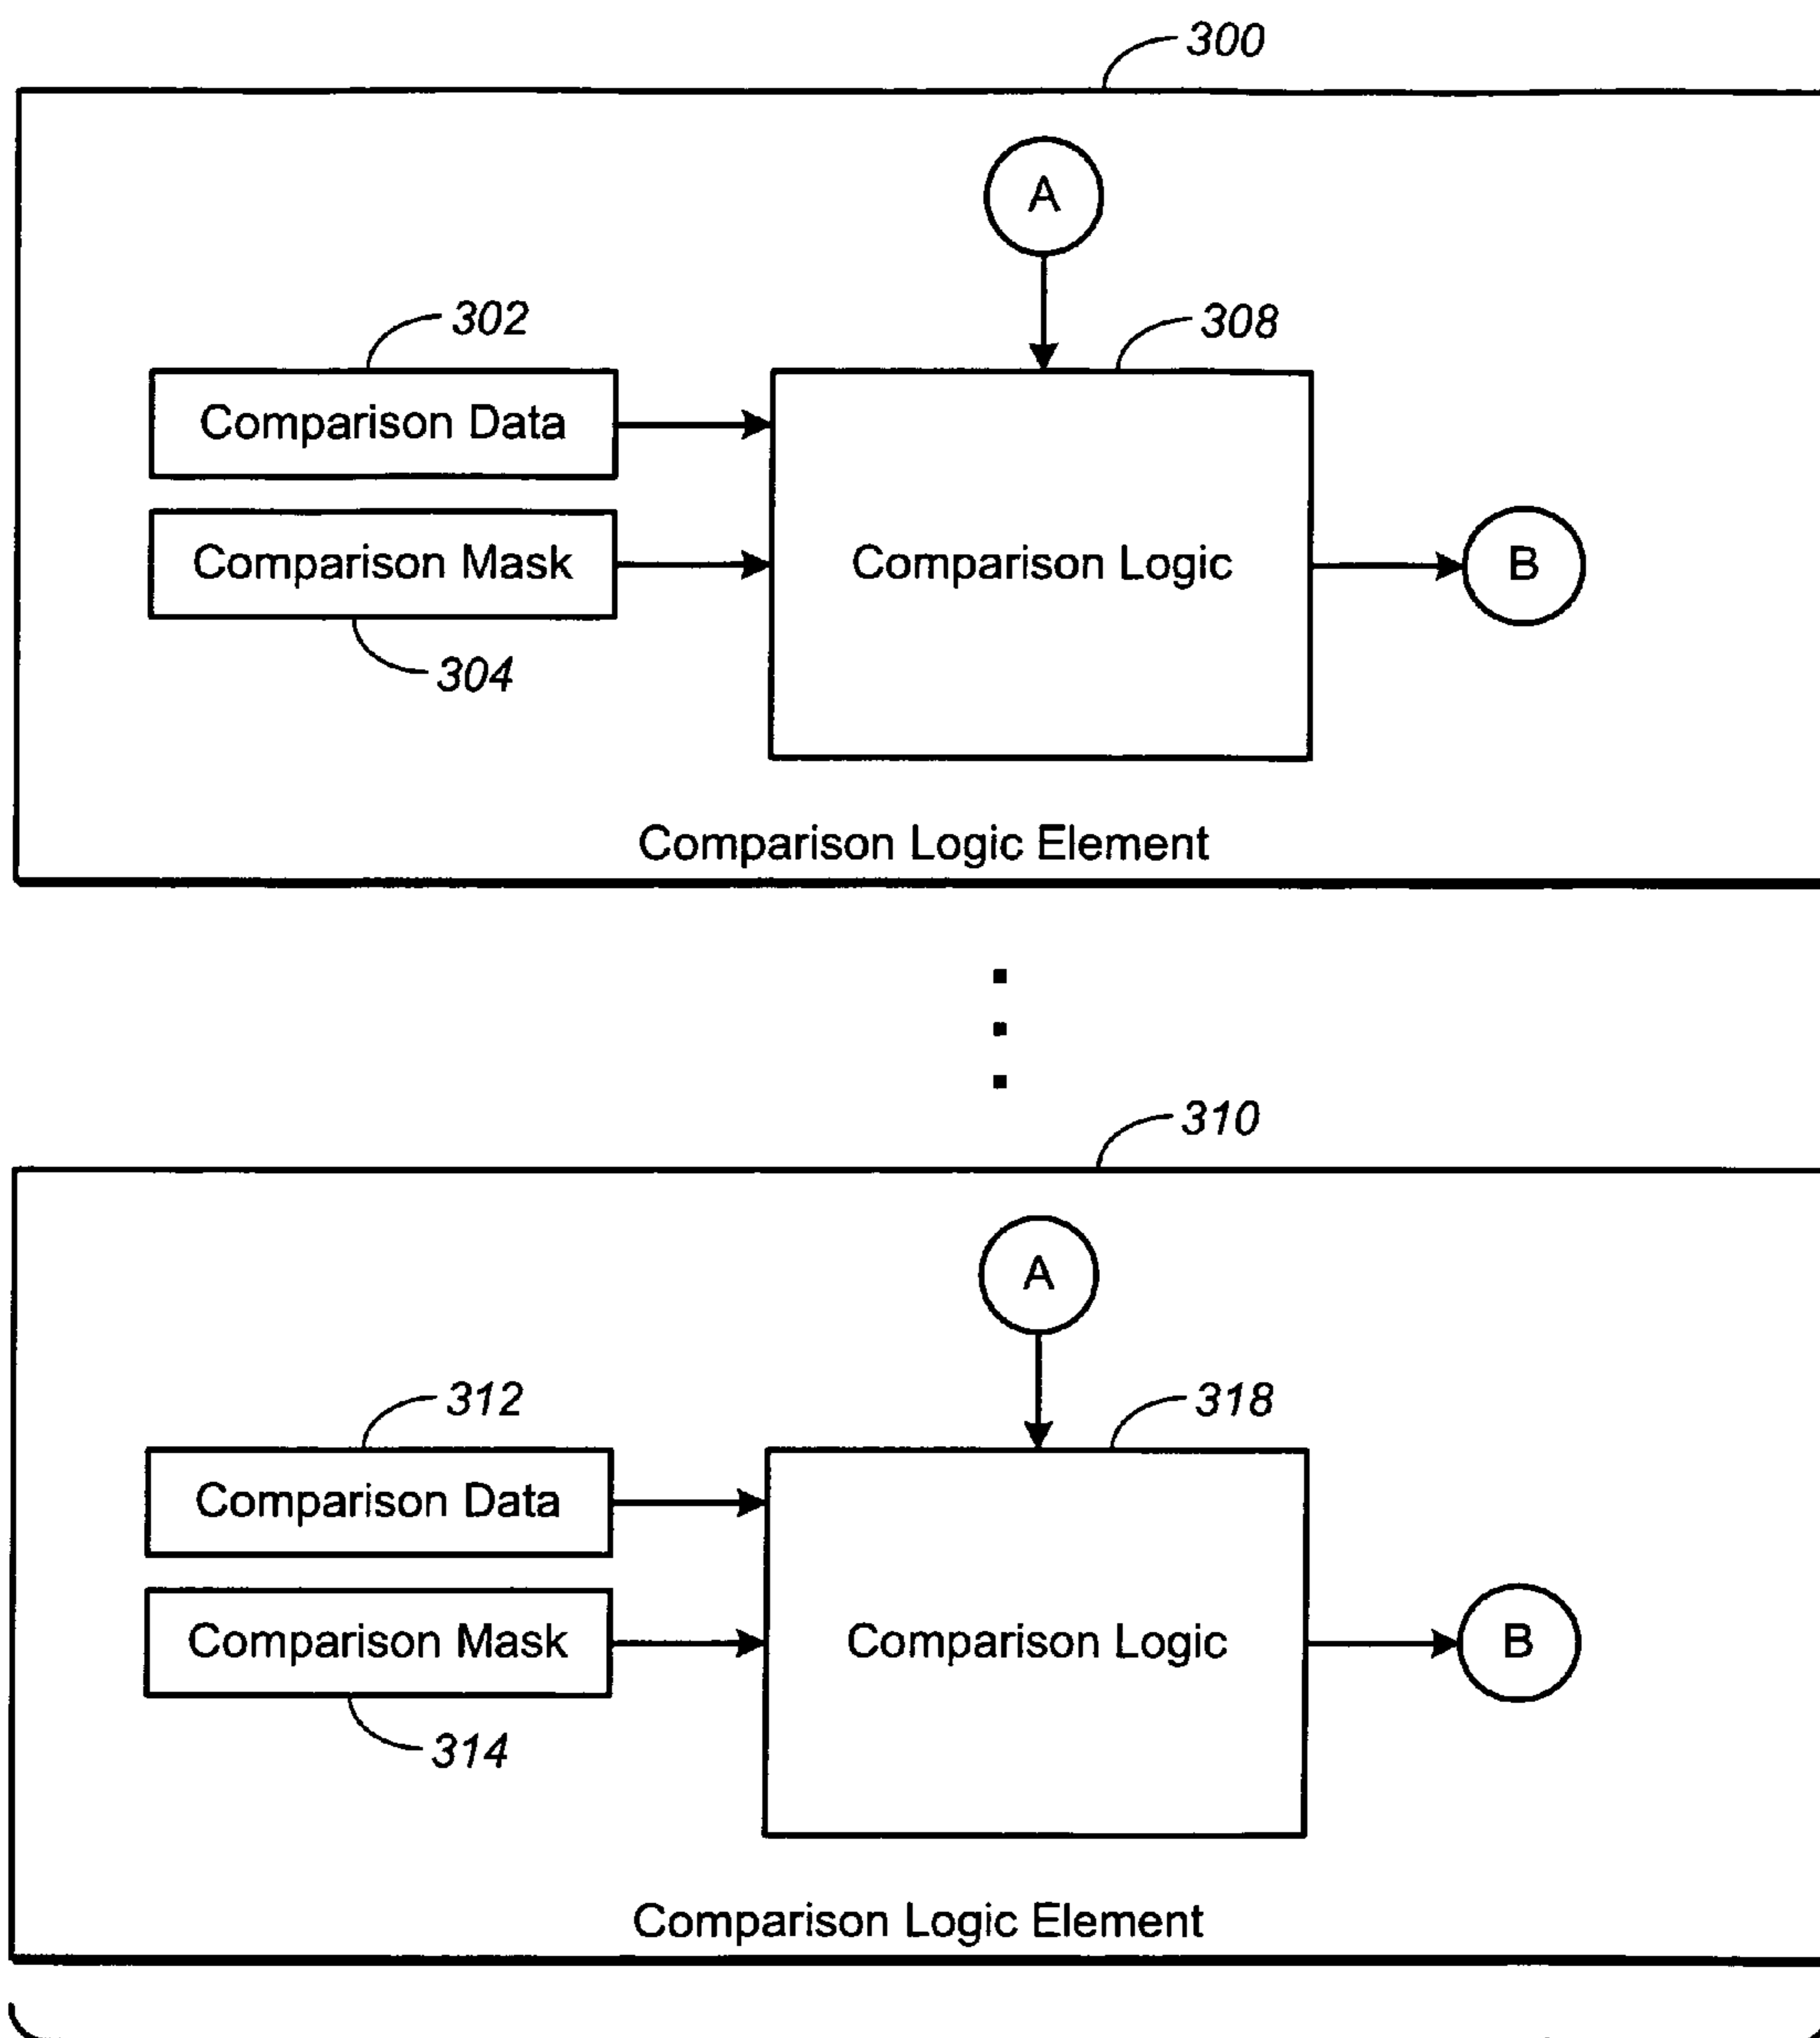 300
A
302
308
Comparison Data
Comparison Mask
Comparison Logic
B
304
Comparison Logic Element
310
A
312
318
Comparison Data
Comparison Mask
Comparison Logic
B
314
Comparison Logic Element